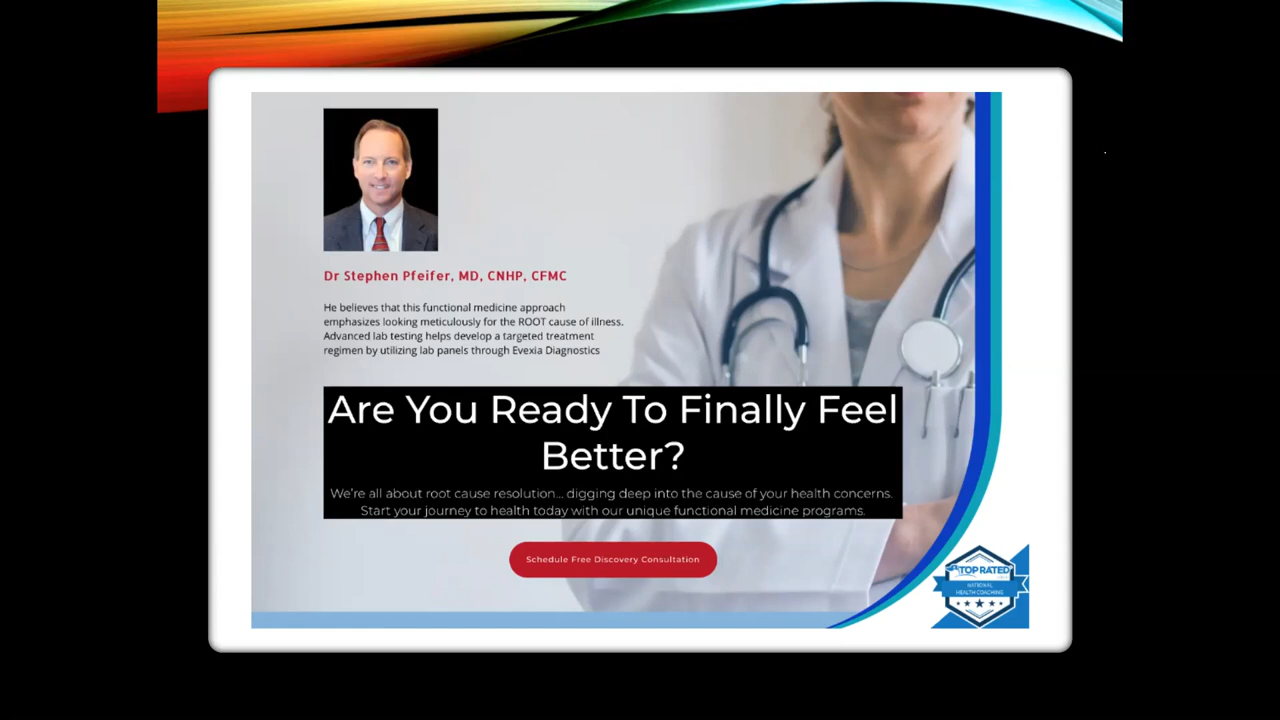 Dr Stephen Pfeifer, MD, CNHP, CFMC
He believes that this functional medicine approach
emphasizes looking meticulously for the ROOT cause of illness.
Advanced lab testing helps develop a targeted treatment
regimen by utilizing lab panels through Evexia Diagnostics
Are You Ready To Finally Feel
Better?
We're all about root cause resolution... digging deep into the cause of your health concerns.
Start your journey to health today with our unique functional medicine programs.
Schedule Free Discovery Consultation
TOP RATED
NATIONAL
HEALTH COACHING